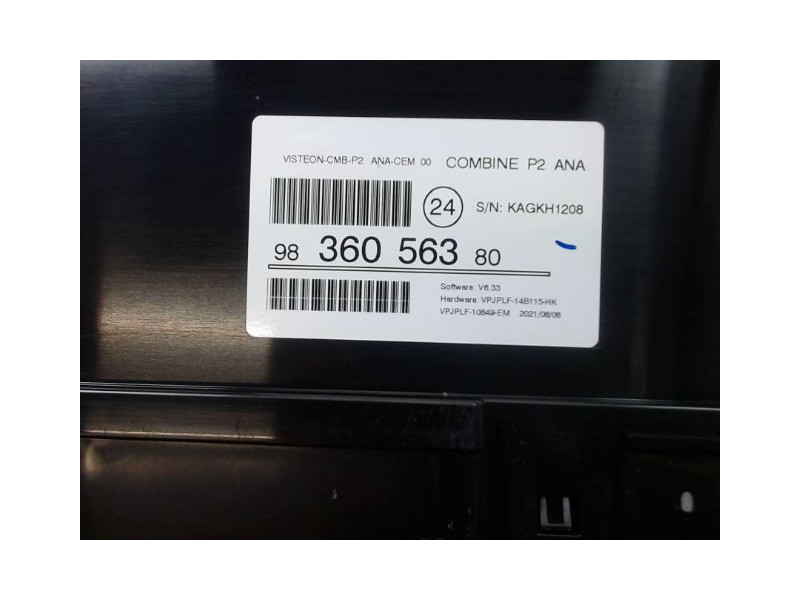 VISTEON-CMB-P2 ANA-CEM 00 COMBINE P2 ANA
24 S/N: KAGKH1208
98 360 563 80
Software: V6.33
Hardware: VPJPLF-14B115-HK
VPJPLF-10849-EM 2021/08/08